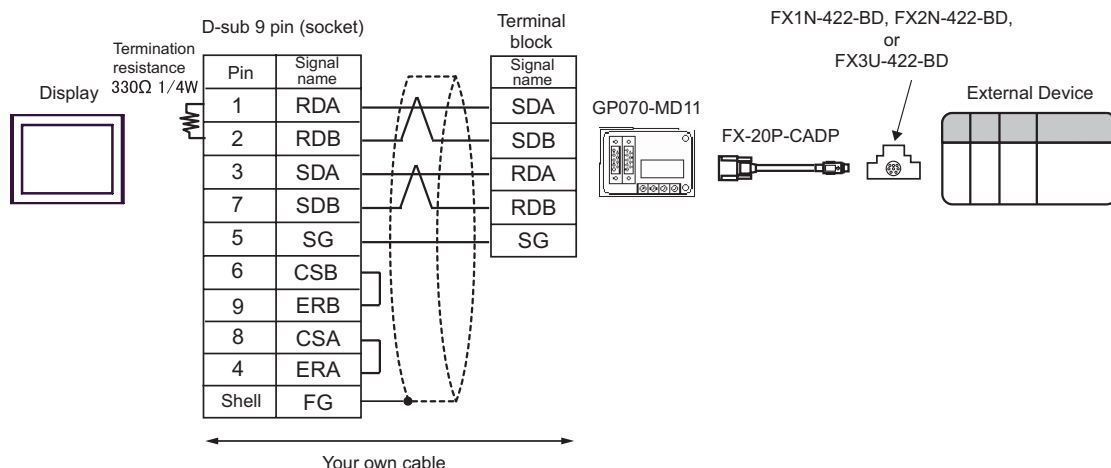 FX1N-422-BD, FX2N-422-BD,
or
FX3U-422-BD
D-sub 9 pin (socket)
Terminal
block
Termination
resistance
330Ω 1/4W
Display
Pin Signal name
Signal name
1 RDA SDA
2 RDB SDB
3 SDA RDA
7 SDB RDB
5 SG SG
6 CSB
9 ERB
8 CSA
4 ERA
Shell FG
GP070-MD11
FX-20P-CADP
External Device
Your own cable